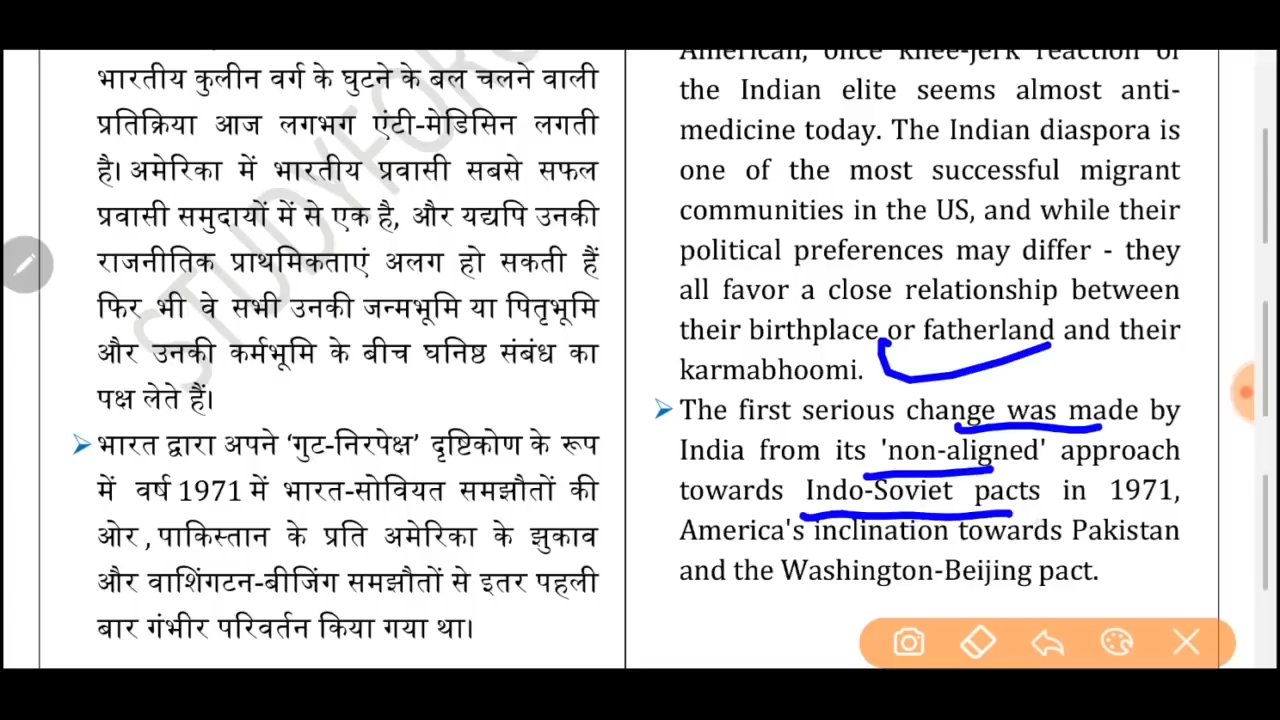 भारतीय कुलीन वर्ग के घुटने के बल चलने वाली
प्रतिक्रिया आज लगभग एंटी-मेडिसिन लगती
है। अमेरिका में भारतीय प्रवासी सबसे सफल
प्रवासी समुदायों में से एक है, और यद्यपि उनकी
राजनीतिक प्राथमिकताएं अलग हो सकती हैं
फिर भी वे सभी उनकी जन्मभूमि या पितृभूमि
और उनकी कर्मभूमि के बीच घनिष्ठ संबंध का
पक्ष लेते हैं।
भारत द्वारा अपने ‘गुट-निरपेक्ष’ दृष्टिकोण के रूप
में वर्ष 1971 में भारत-सोवियत समझौतों की
ओर , पाकिस्तान के प्रति अमेरिका के झुकाव
और वाशिंगटन-बीजिंग समझौतों से इतर पहली
बार गंभीर परिवर्तन किया गया था।
American, once knee-jerk reaction of
the Indian elite seems almost anti-
medicine today. The Indian diaspora is
one of the most successful migrant
communities in the US, and while their
political preferences may differ - they
all favor a close relationship between
their birthplace or fatherland and their
karmabhoomi.
The first serious change was made by
India from its 'non-aligned' approach
towards Indo-Soviet pacts in 1971,
America's inclination towards Pakistan
and the Washington-Beijing pact.